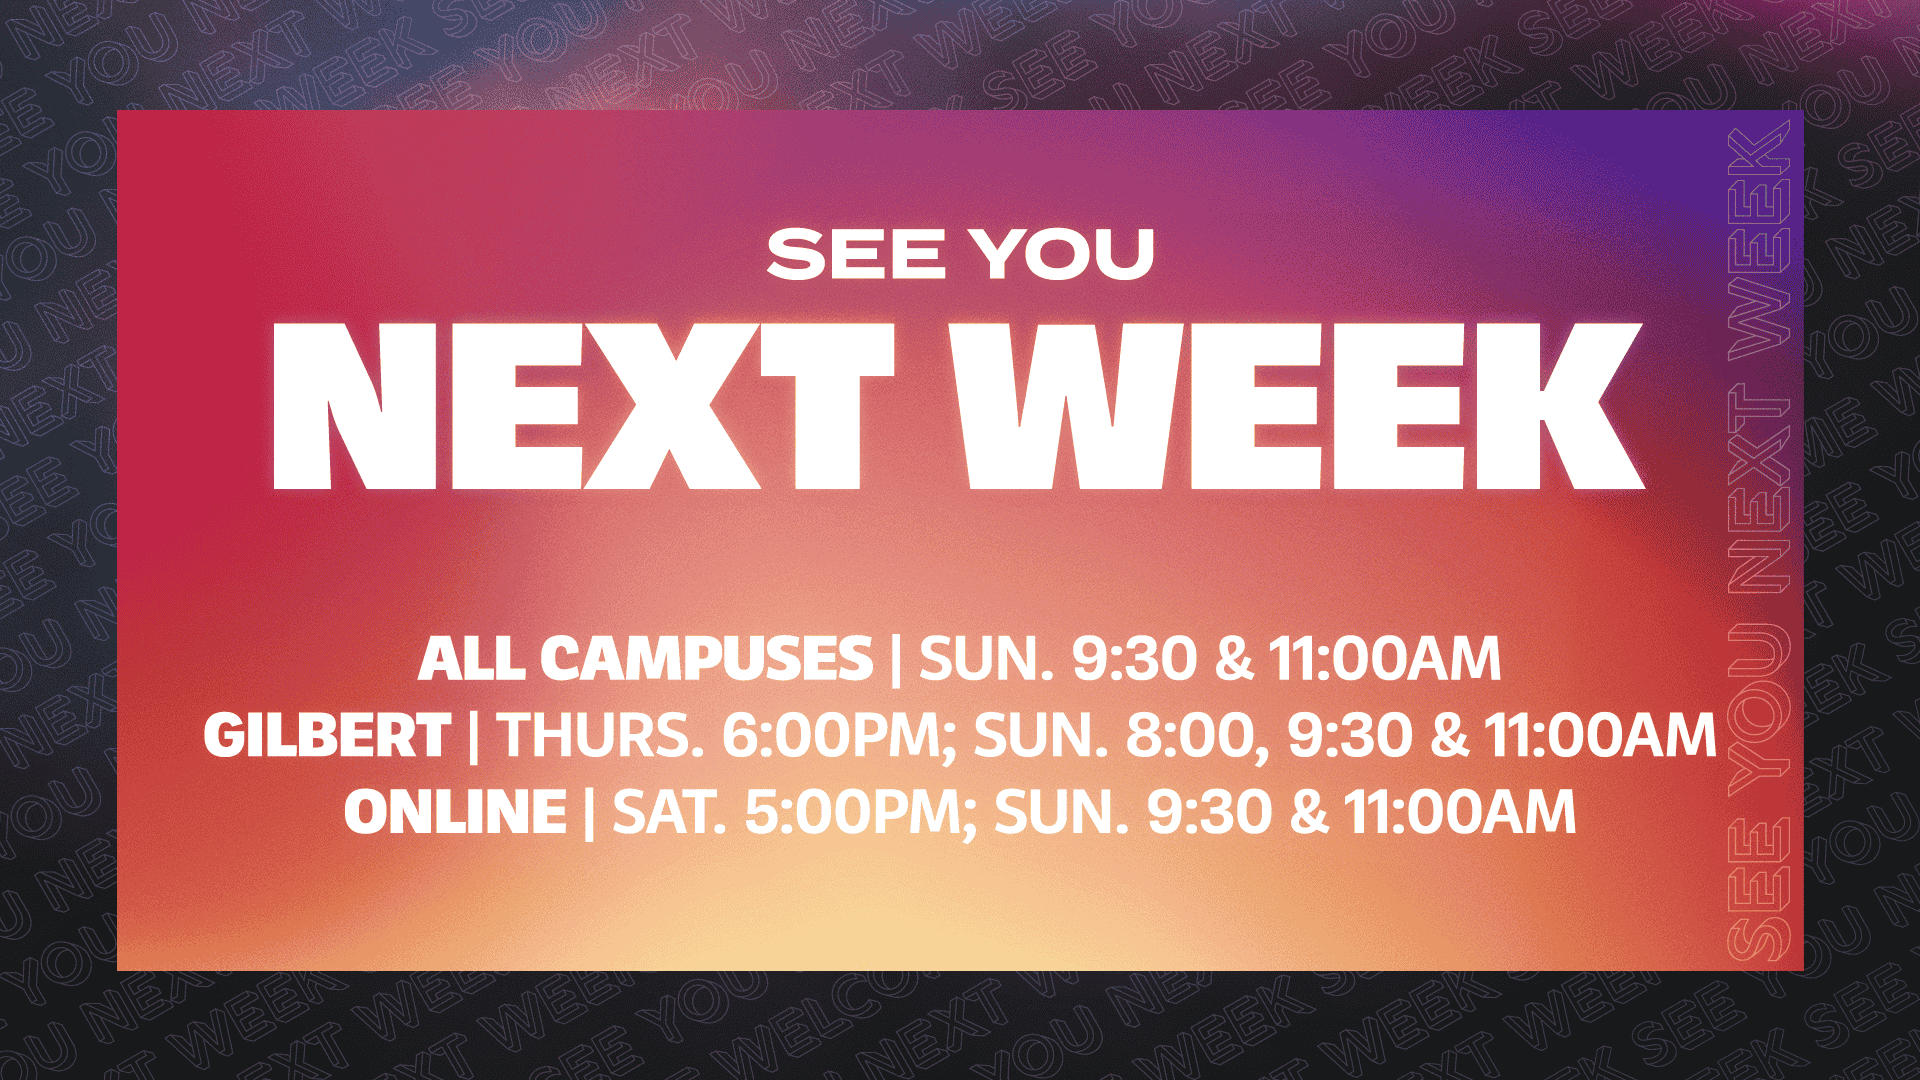 SEE YOU
NEXT WEEK
ALL CAMPUSES | SUN. 9:30 & 11:00AM
GILBERT | THURS. 6:00PM; SUN. 8:00, 9:30 & 11:00AM
ONLINE | SAT. 5:00PM; SUN. 9:30 & 11:00AM
SEE YOU NEXT WEEK